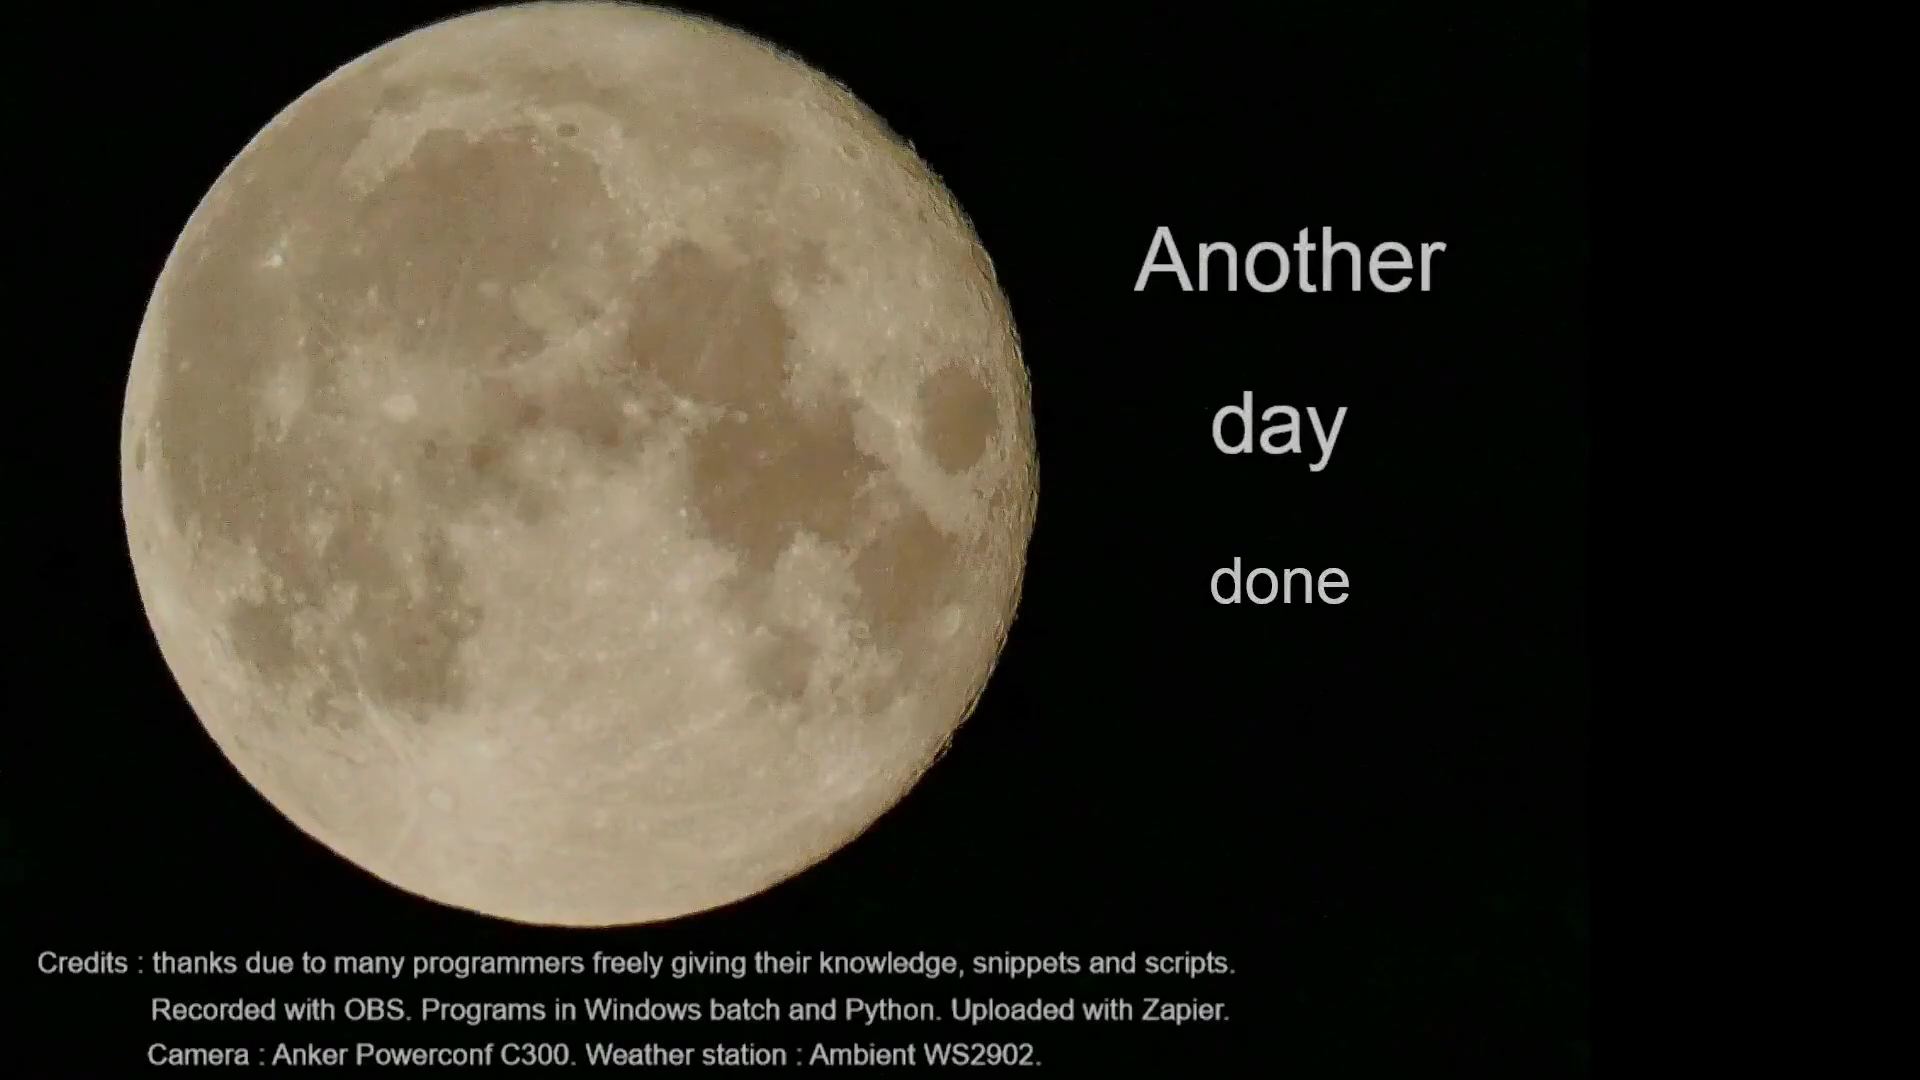 Another
day
done
Credits : thanks due to many programmers freely giving their knowledge, snippets and scripts.
Recorded with OBS. Programs in Windows batch and Python. Uploaded with Zapier.
Camera : Anker Powerconf C300. Weather station : Ambient WS2902.